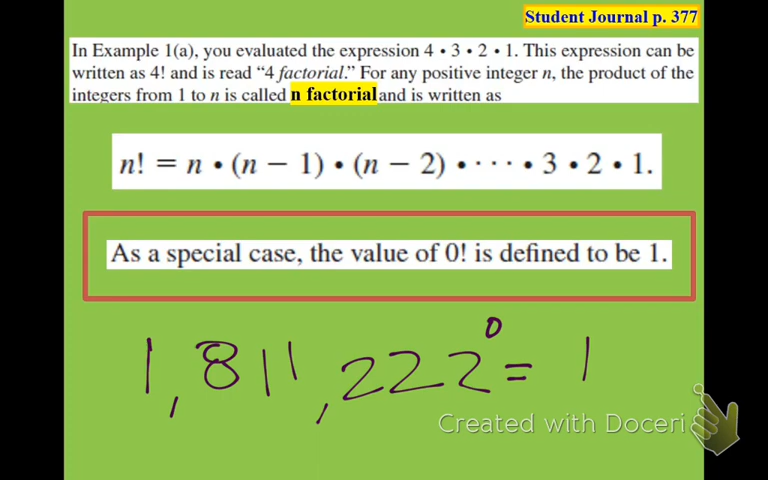 Student Journal p. 377
In Example 1(a), you evaluated the expression 4 • 3 • 2 • 1. This expression can be
written as 4! and is read “4 factorial.” For any positive integer n, the product of the
integers from 1 to n is called n factorial and is written as
n! = n • (n − 1) • (n − 2) • · · · • 3 • 2 • 1.
As a special case, the value of 0! is defined to be 1.
1,811,222⁰ = 1
Created with Doceri